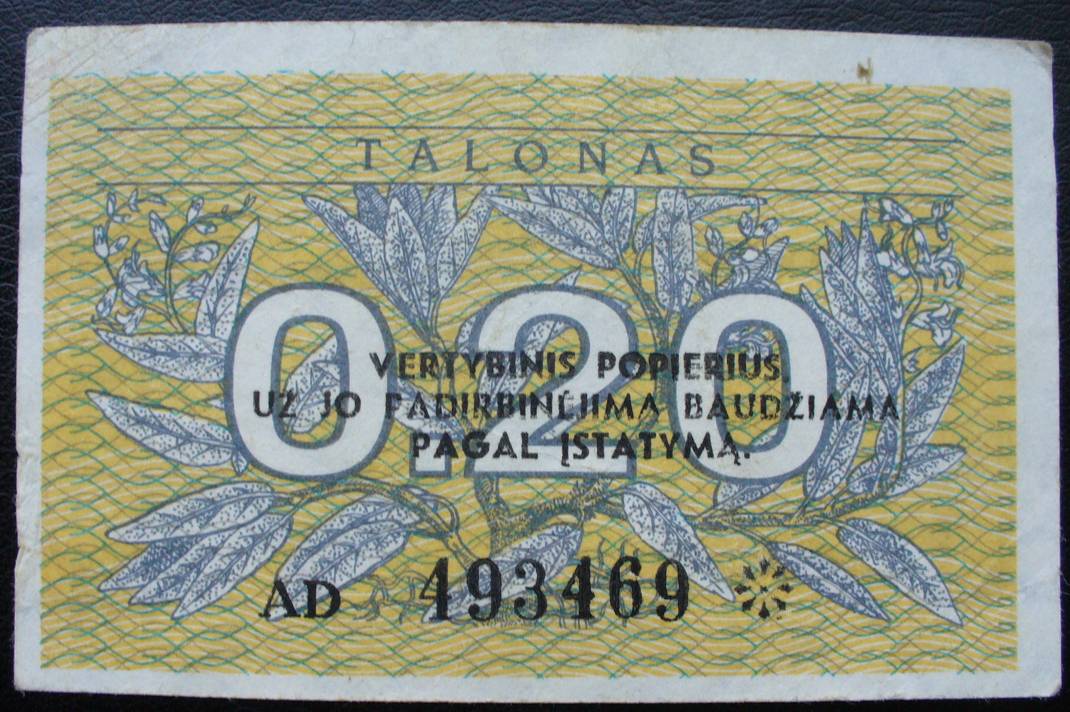 TALONAS
0.20
VERTYBINIS POPIERIUS.
UŽ JO PADIRBINĖJIMĄ BAUDŽIAMA
PAGAL ĮSTATYMĄ.
AD 493469